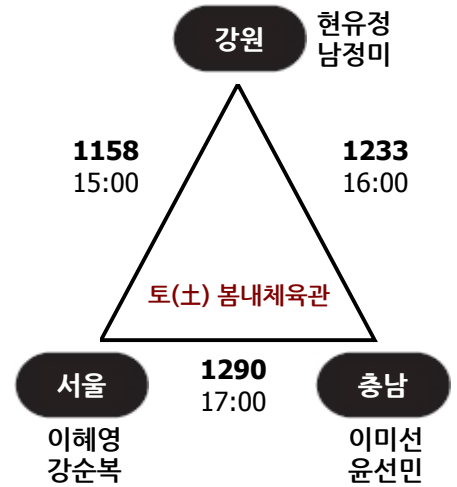 강원
현유정
남정미
1158
15:00
1233
16:00
토(土) 봄내체육관
서울
1290
17:00
충남
이혜영
강순복
이미선
윤선민